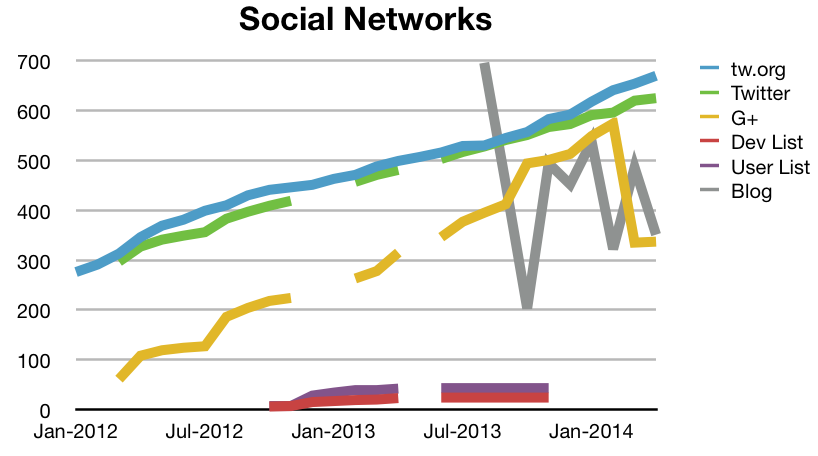 Social Networks
700
600
500
400
300
200
100
0
Jan-2012 Jul-2012 Jan-2013 Jul-2013 Jan-2014
tw.org
Twitter
G+
Dev List
User List
Blog